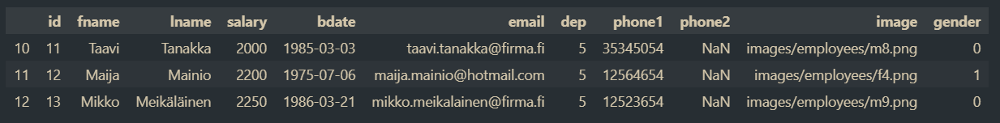 id fname lname salary bdate email dep phone1 phone2 image gender
10 11 Taavi Tanakka 2000 1985-03-03 taavi.tanakka@firma.fi 5 35345054 NaN images/employees/m8.png 0
11 12 Maija Mainio 2200 1975-07-06 maija.mainio@hotmail.com 5 12564654 NaN images/employees/f4.png 1
12 13 Mikko Meikäläinen 2250 1986-03-21 mikko.meikalainen@firma.fi 5 12523654 NaN images/employees/m9.png 0